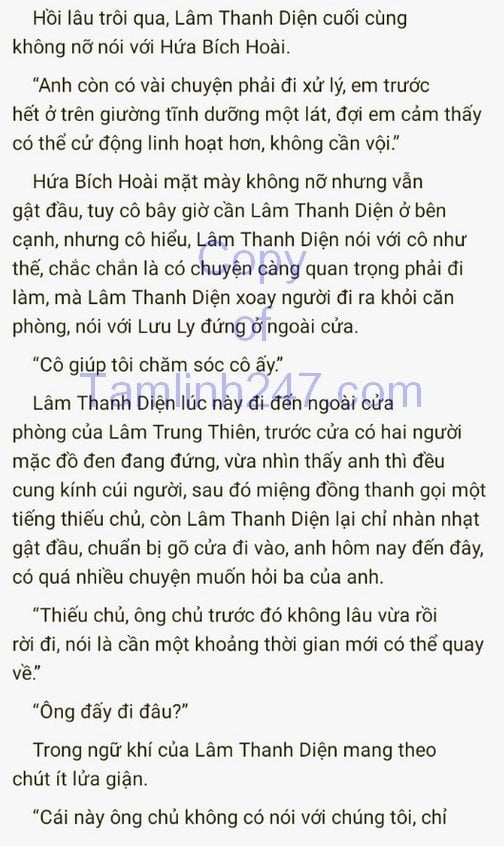 Hồi lâu trôi qua, Lâm Thanh Diện cuối cùng
không nỡ nói với Hứa Bích Hoài.
“Anh còn có vài chuyện phải đi xử lý, em trước
hết ở trên giường tĩnh dưỡng một lát, đợi em cảm thấy
có thể cử động linh hoạt hơn, không cần vội.”
Hứa Bích Hoài mặt mày không nỡ nhưng vẫn
gật đầu, tuy cô bây giờ cần Lâm Thanh Diện ở bên
cạnh, nhưng cô hiểu, Lâm Thanh Diện nói với cô như
thế, chắc chắn là có chuyện càng quan trọng phải đi
làm, mà Lâm Thanh Diện xoay người đi ra khỏi căn
phòng, nói với Lưu Ly đứng ở ngoài cửa.
“Cô giúp tôi chăm sóc cô ấy.”
Lâm Thanh Diện lúc này đi đến ngoài cửa
phòng của Lâm Trung Thiên, trước cửa có hai người
mặc đồ đen đang đứng, vừa nhìn thấy anh thì đều
cung kính cúi người, sau đó miệng đồng thanh gọi một
tiếng thiếu chủ, còn Lâm Thanh Diện lại chỉ nhàn nhạt
gật đầu, chuẩn bị gõ cửa đi vào, anh hôm nay đến đây,
có quá nhiều chuyện muốn hỏi ba của anh.
“Thiếu chủ, ông chủ trước đó không lâu vừa rồi
rời đi, nói là cần một khoảng thời gian mới có thể quay
về.”
“Ông đấy đi đâu?”
Trong ngữ khí của Lâm Thanh Diện mang theo
chút ít lửa giận.
“Cái này ông chủ không có nói với chúng tôi, chỉ
Copy
of
Tamlinh247.com